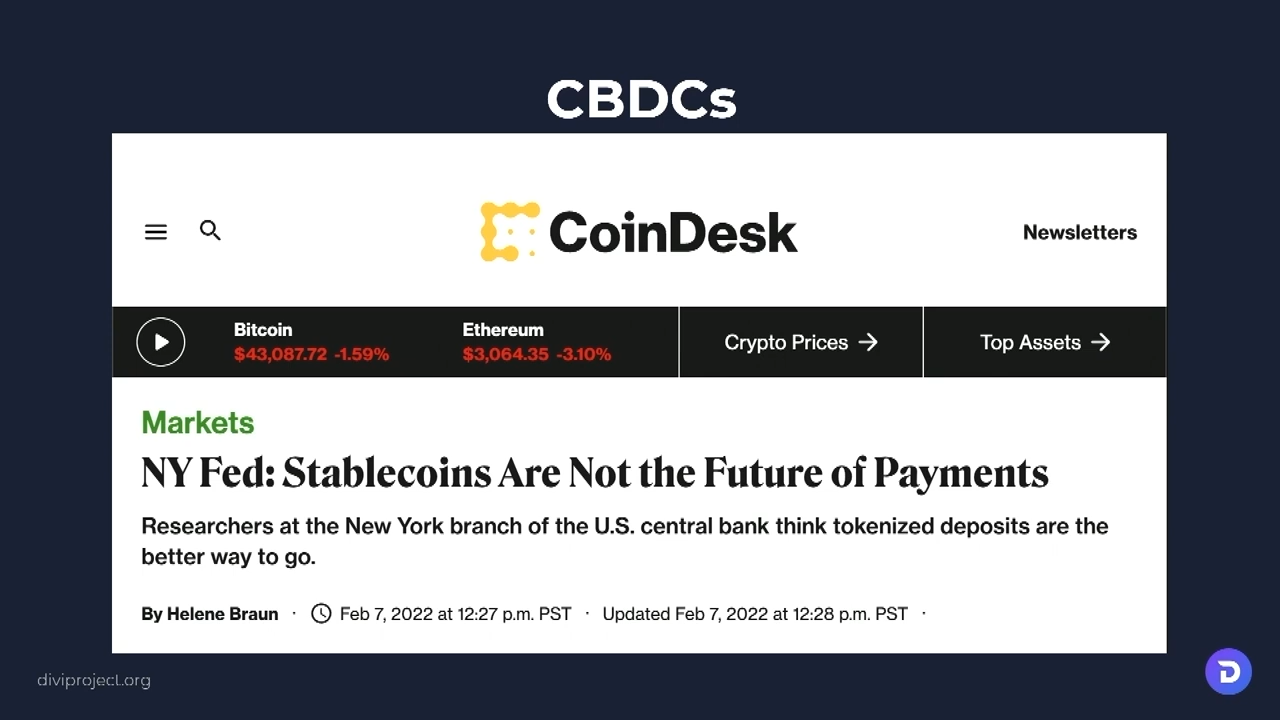 CBDCs
CoinDesk
Newsletters
Bitcoin
$43,087.72 -1.59%
Ethereum
$3,064.35 -3.10%
Crypto Prices →
Top Assets →
Markets
NY Fed: Stablecoins Are Not the Future of Payments
Researchers at the New York branch of the U.S. central bank think tokenized deposits are the
better way to go.
By Helene Braun · Feb 7, 2022 at 12:27 p.m. PST · Updated Feb 7, 2022 at 12:28 p.m. PST ·
diviproject.org